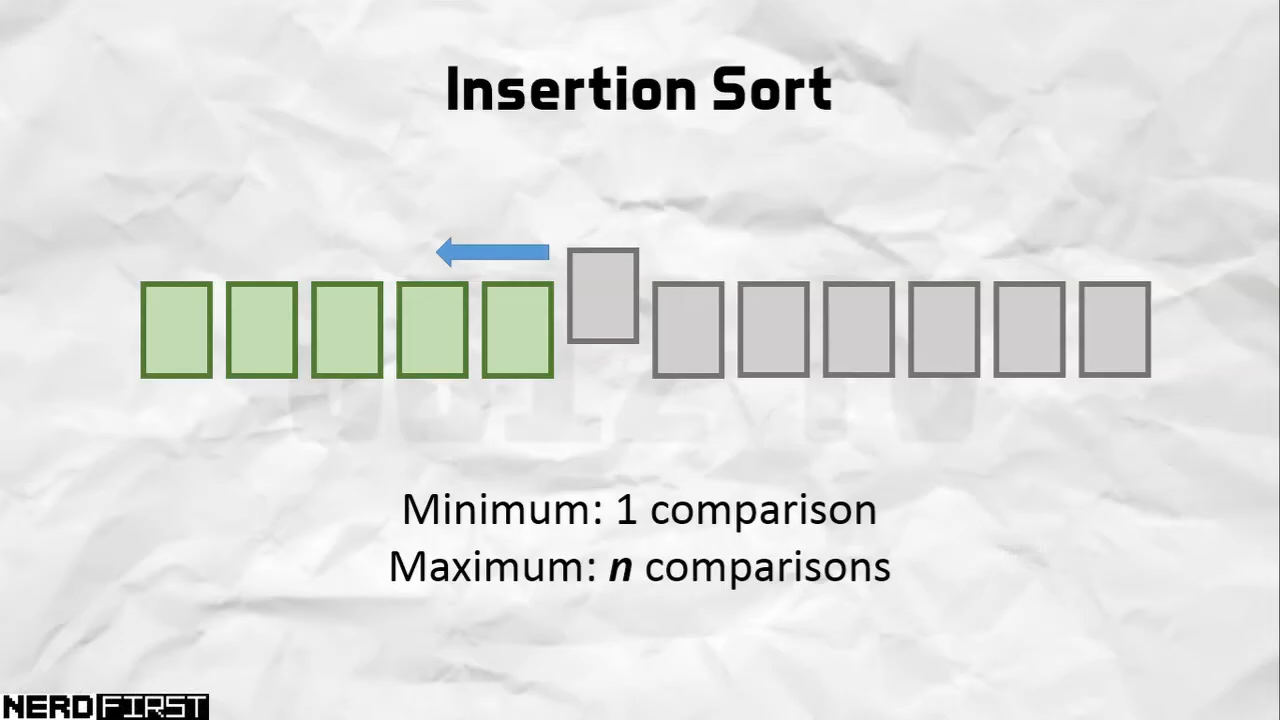 Insertion Sort
Minimum: 1 comparison
Maximum: n comparisons
NERDFIRST